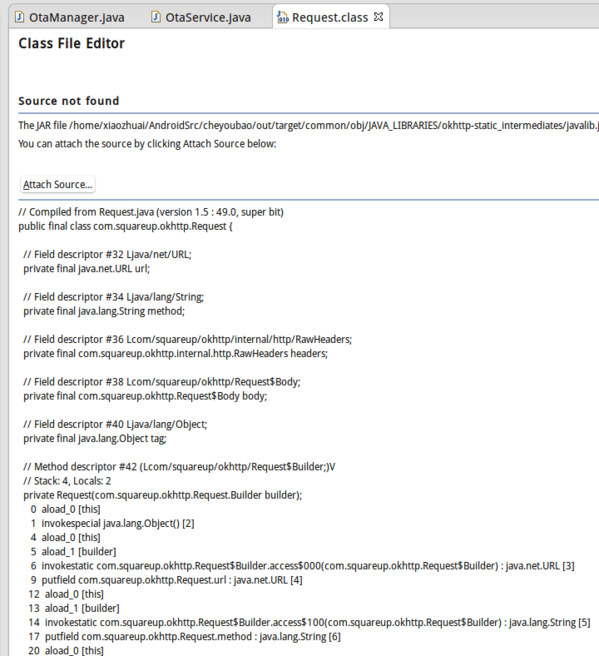 OtaManager.java OtaService.java Request.class
Class File Editor
Source not found
The JAR file /home/xiaozhuai/AndroidSrc/cheyoubao/out/target/common/obj/JAVA_LIBRARIES/okhttp-static_intermediates/javalib.j
You can attach the source by clicking Attach Source below:
Attach Source...
// Compiled from Request.java (version 1.5 : 49.0, super bit)
public final class com.squareup.okhttp.Request {
// Field descriptor #32 Ljava/net/URL;
private final java.net.URL url;
// Field descriptor #34 Ljava/lang/String;
private final java.lang.String method;
// Field descriptor #36 Lcom/squareup/okhttp/internal/http/RawHeaders;
private final com.squareup.okhttp.internal.http.RawHeaders headers;
// Field descriptor #38 Lcom/squareup/okhttp/Request$Body;
private final com.squareup.okhttp.Request$Body body;
// Field descriptor #40 Ljava/lang/Object;
private final java.lang.Object tag;
// Method descriptor #42 (Lcom/squareup/okhttp/Request$Builder;)V
// Stack: 4, Locals: 2
private Request(com.squareup.okhttp.Request.Builder builder);
0 aload_0 [this]
1 invokespecial java.lang.Object() [2]
4 aload_0 [this]
5 aload_1 [builder]
6 invokestatic com.squareup.okhttp.Request$Builder.access$000(com.squareup.okhttp.Request$Builder) : java.net.URL [3]
9 putfield com.squareup.okhttp.Request.url : java.net.URL [4]
12 aload_0 [this]
13 aload_1 [builder]
14 invokestatic com.squareup.okhttp.Request$Builder.access$100(com.squareup.okhttp.Request$Builder) : java.lang.String [5]
17 putfield com.squareup.okhttp.Request.method : java.lang.String [6]
20 aload_0 [this]